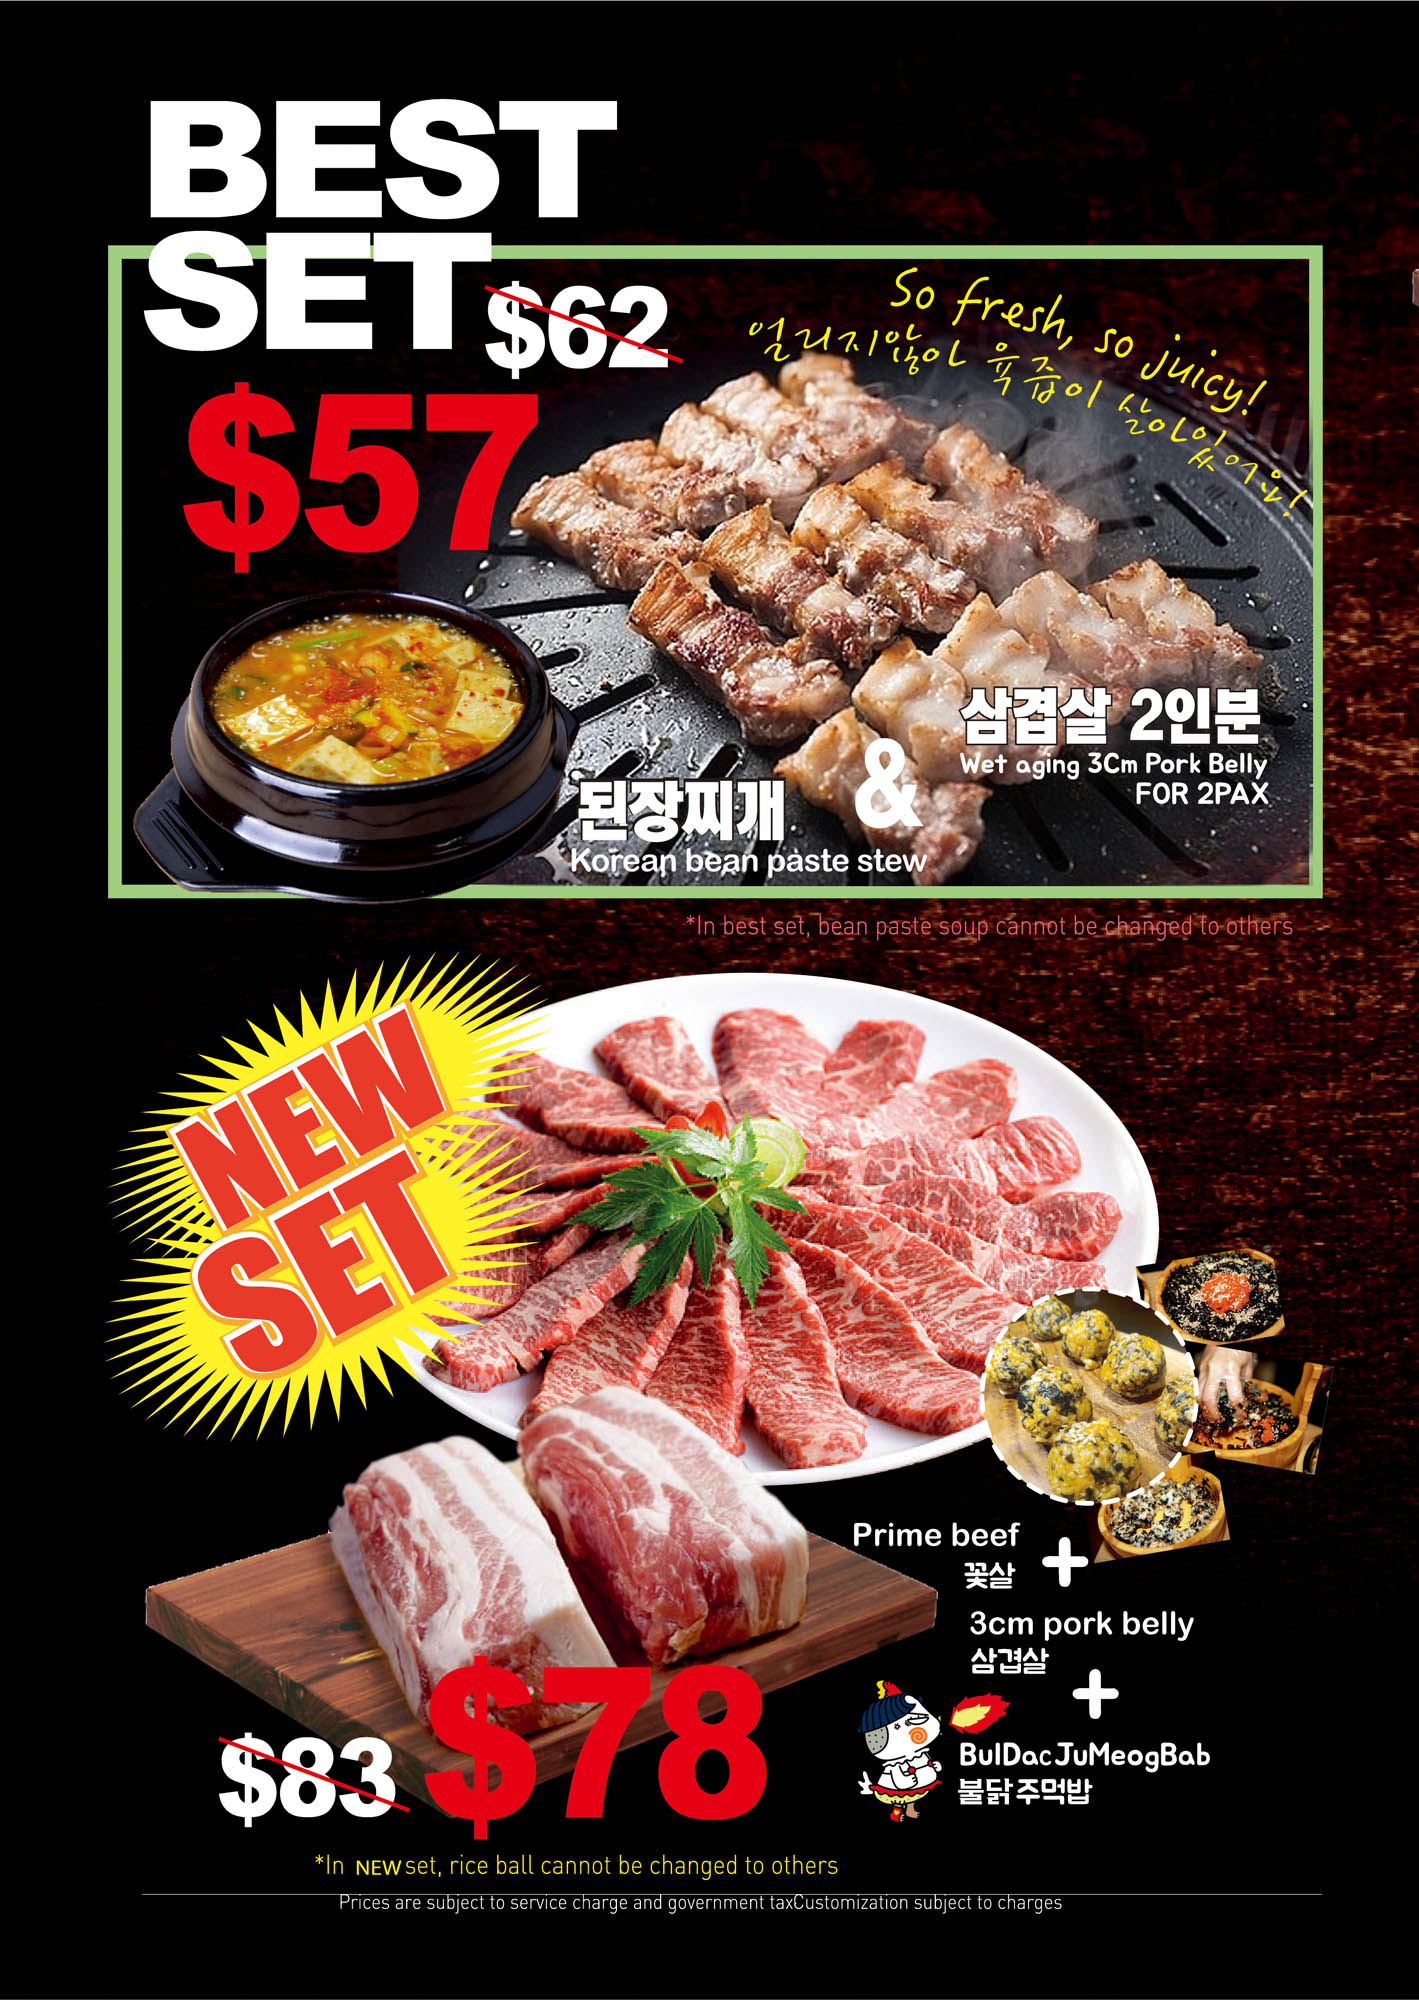 BEST
SET
$62
$57
So fresh, so juicy!
얼리지않아 육즙이 살아있어요!
삼겹살 2인분
Wet aging 3Cm Pork Belly
FOR 2PAX
&
된장찌개
Korean bean paste stew
*In best set, bean paste soup cannot be changed to others
NEW
SET
Prime beef
꽃살
+
3cm pork belly
삼겹살
+
BulDacJuMeogBab
불닭주먹밥
$83
$78
*In NEW set, rice ball cannot be changed to others
Prices are subject to service charge and government taxCustomization subject to charges